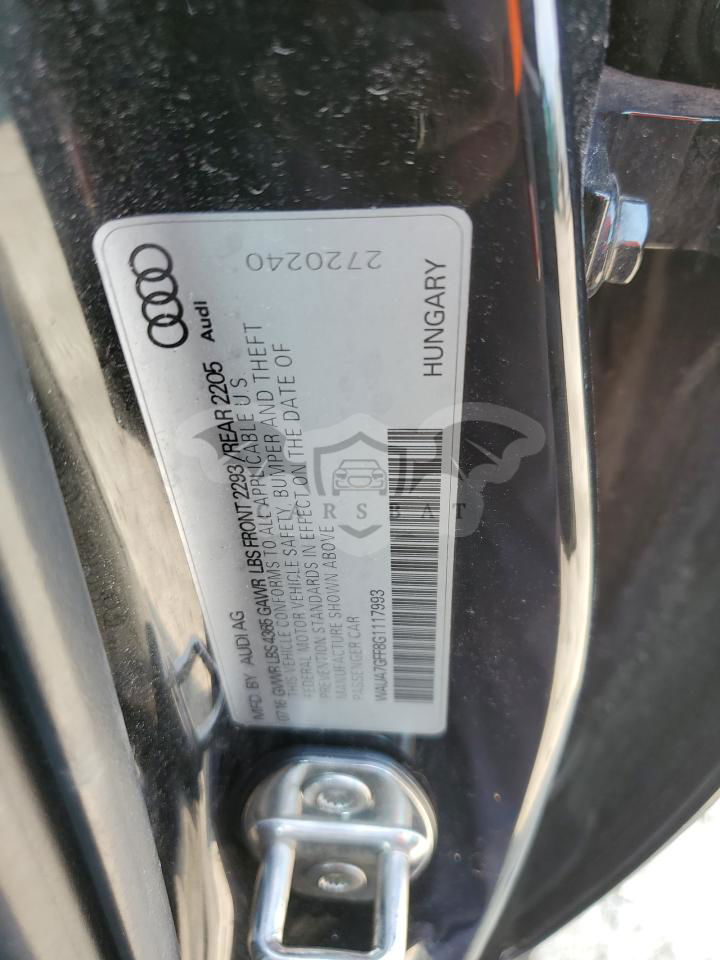 Audi
2720240
MFD BY AUDI AG
07/16 GVWR LBS 4365 GAWR LBS FRONT 2293/REAR 2205
THIS VEHICLE CONFORMS TO ALL APPLICABLE U.S.
FEDERAL MOTOR VEHICLE SAFETY, BUMPER AND THEFT
PREVENTION STANDARDS IN EFFECT ON THE DATE OF
MANUFACTURE SHOWN ABOVE
PASSENGER CAR
WAUA7GFF8G1117993
HUNGARY
CARSBAT